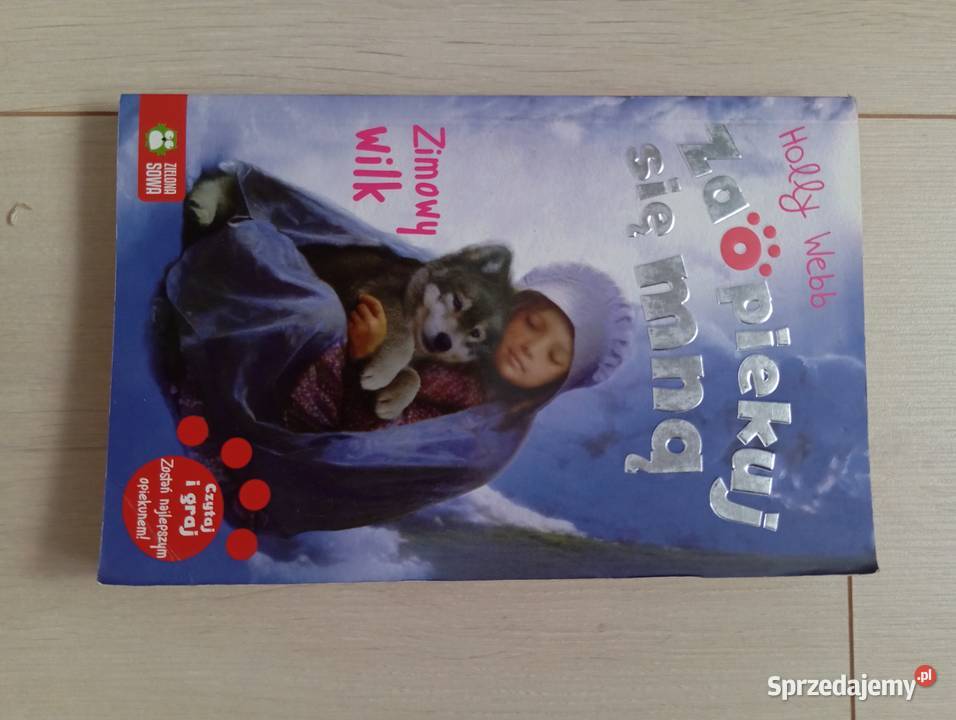 Holly Webb
Zaopiekuj
się mną
Zimowy
Wilk
Czytaj
i graj
Zostań najlepszym
opiekunem!
ZIELONA
SOWA
Sprzedajemy.pl